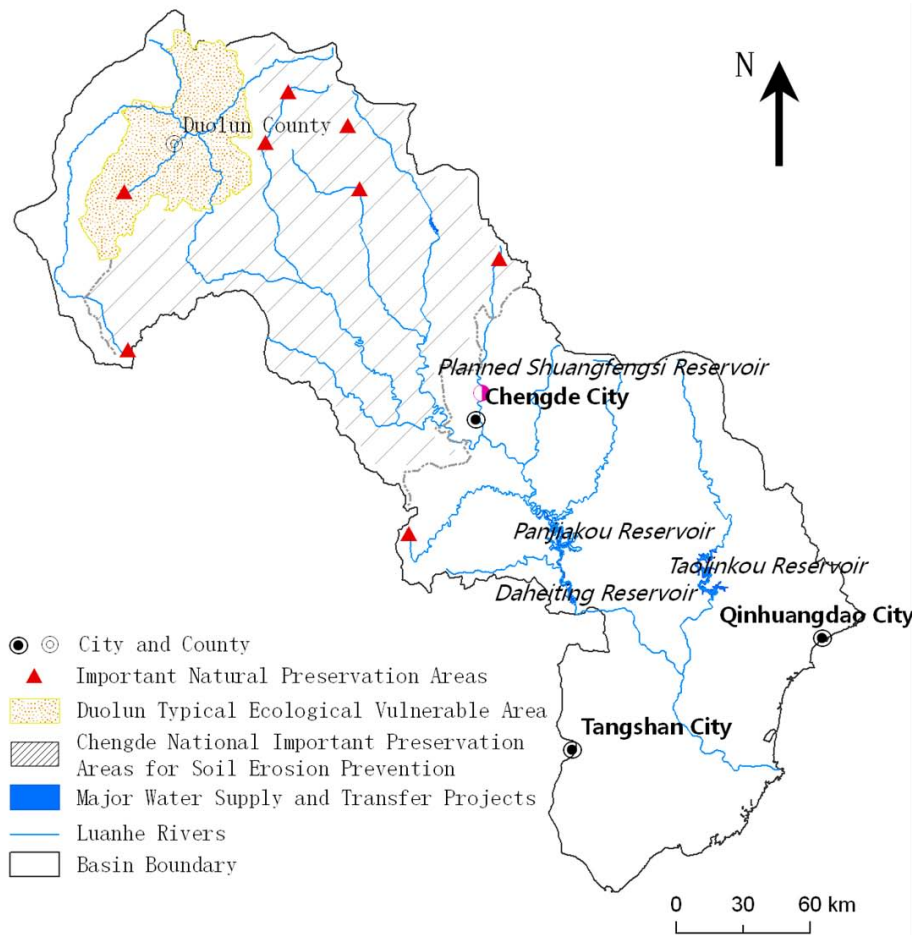 N
Duolun County
Planned Shuangfengsi Reservoir
Chengde City
Panjiakou Reservoir
Taolinkou Reservoir
Daheiting Reservoir
Qinhuangdao City
Tangshan City
City and County
Important Natural Preservation Areas
Duolun Typical Ecological Vulnerable Area
Chengde National Important Preservation
Areas for Soil Erosion Prevention
Major Water Supply and Transfer Projects
Luanhe Rivers
Basin Boundary
0 30 60 km